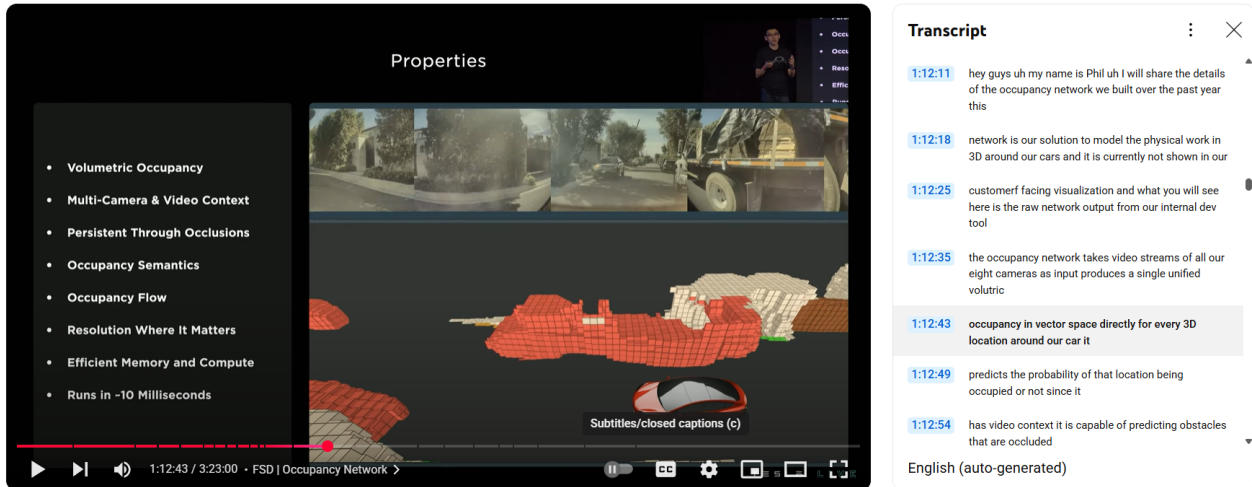 Properties
• Volumetric Occupancy
• Multi-Camera & Video Context
• Persistent Through Occlusions
• Occupancy Semantics
• Occupancy Flow
• Resolution Where It Matters
• Efficient Memory and Compute
• Runs in ~10 Milliseconds
• Occu
• Occu
• Reso
• Effic
Subtitles/closed captions (c)
1:12:43 / 3:23:00 • FSD | Occupancy Network
CC
Transcript
1:12:11
hey guys uh my name is Phil uh I will share the details
of the occupancy network we built over the past year
this
1:12:18
network is our solution to model the physical work in
3D around our cars and it is currently not shown in our
1:12:25
customerf facing visualization and what you will see
here is the raw network output from our internal dev
tool
1:12:35
the occupancy network takes video streams of all our
eight cameras as input produces a single unified
volutric
1:12:43
occupancy in vector space directly for every 3D
location around our car it
1:12:49
predicts the probability of that location being
occupied or not since it
1:12:54
has video context it is capable of predicting obstacles
that are occluded
English (auto-generated)